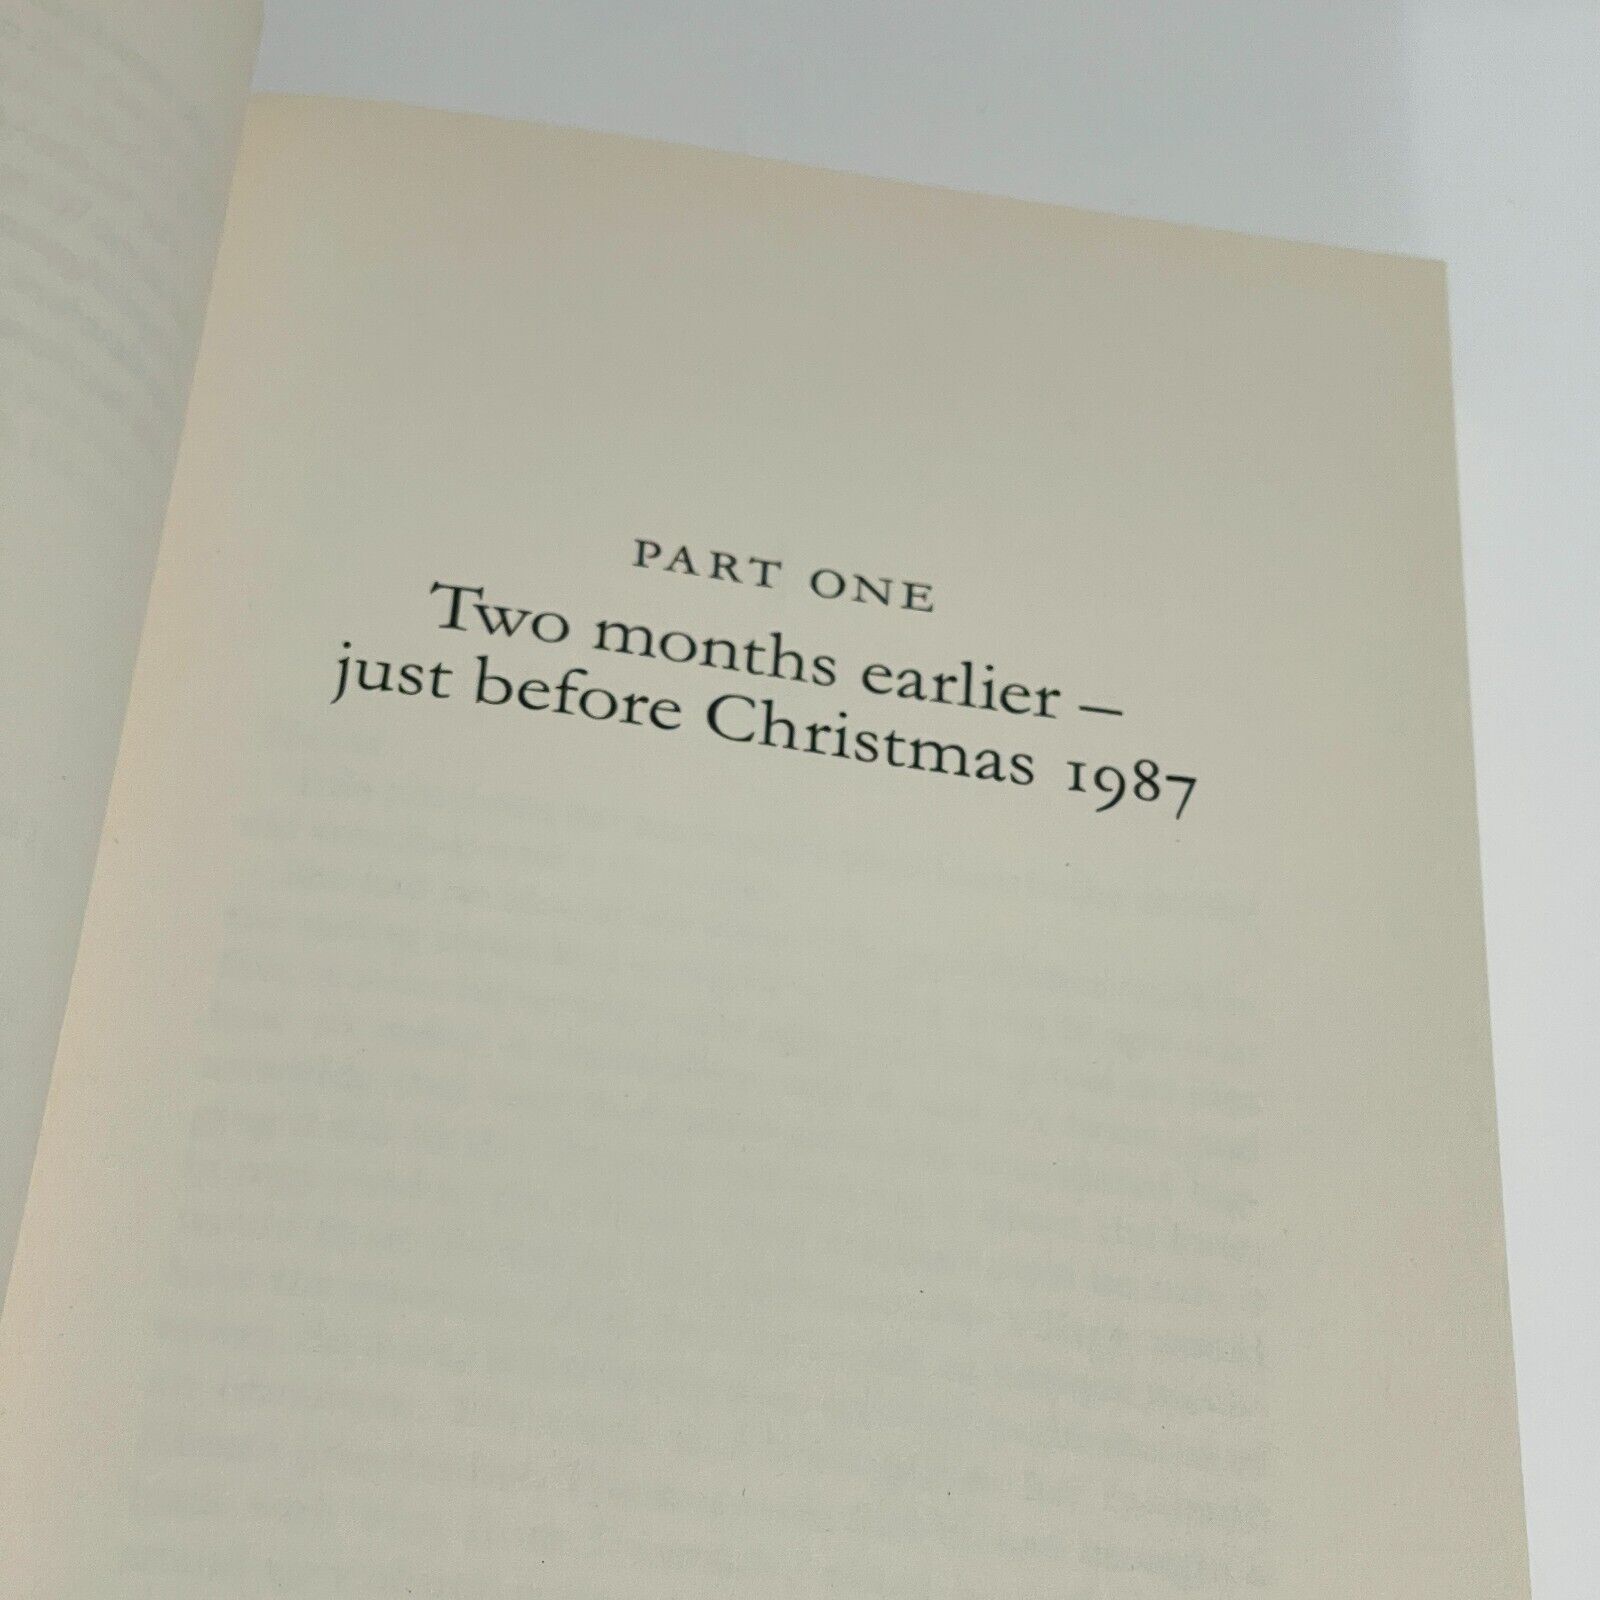 PART ONE
Two months earlier –
just before Christmas 1987